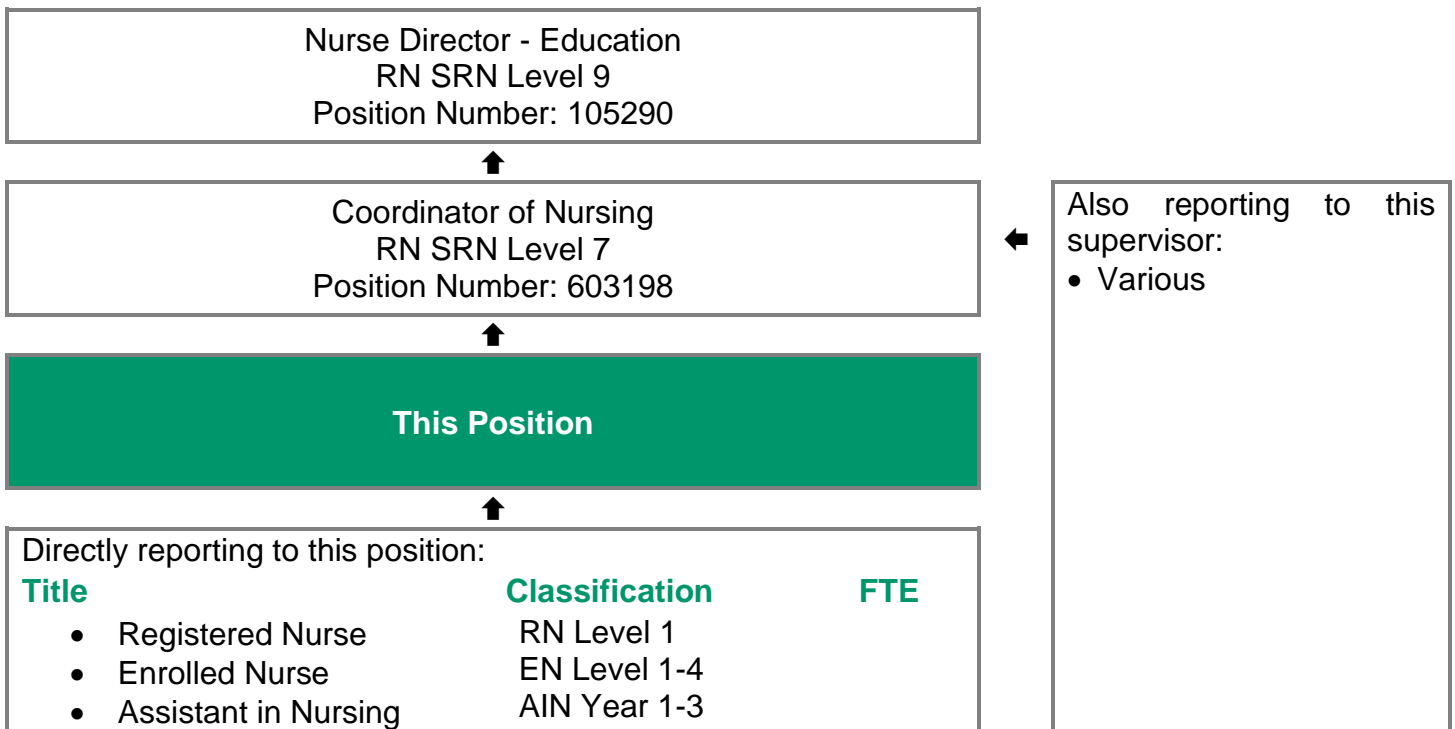 Nurse Director - Education
RN SRN Level 9
Position Number: 105290
Coordinator of Nursing
RN SRN Level 7
Position Number: 603198
Also reporting to this
supervisor:
• Various
This Position
Directly reporting to this position:
Title Classification FTE
• Registered Nurse RN Level 1
• Enrolled Nurse EN Level 1-4
• Assistant in Nursing AIN Year 1-3